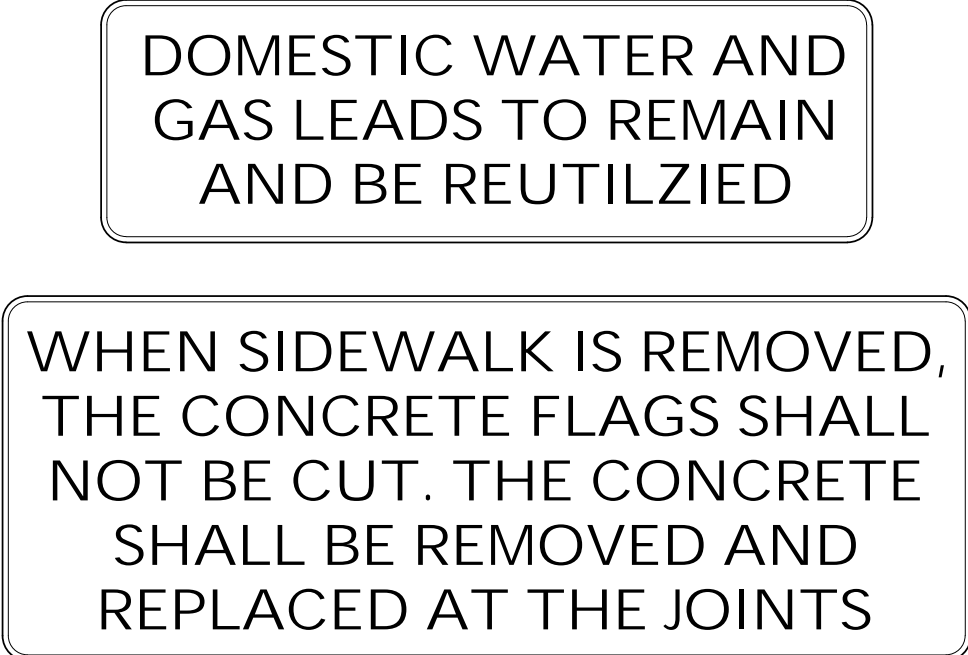 DOMESTIC WATER AND
GAS LEADS TO REMAIN
AND BE REUTILZIED
WHEN SIDEWALK IS REMOVED,
THE CONCRETE FLAGS SHALL
NOT BE CUT. THE CONCRETE
SHALL BE REMOVED AND
REPLACED AT THE JOINTS